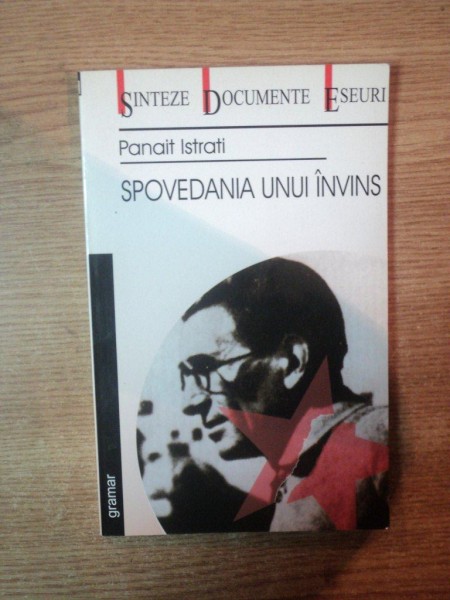 SINTEZE DOCUMENTE ESEURI
Panait Istrati
SPOVEDANIA UNUI ÎNVINS
gramar